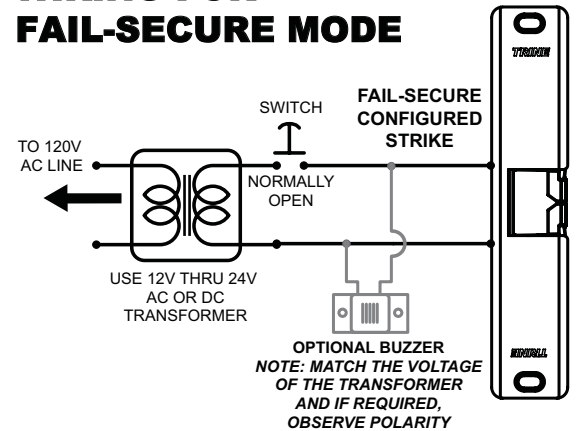 FAIL-SECURE MODE
TRINE
SWITCH
FAIL-SECURE
CONFIGURED
STRIKE
TO 120V
AC LINE
NORMALLY
OPEN
USE 12V THRU 24V
AC OR DC
TRANSFORMER
OPTIONAL BUZZER
NOTE: MATCH THE VOLTAGE
OF THE TRANSFORMER
AND IF REQUIRED,
OBSERVE POLARITY